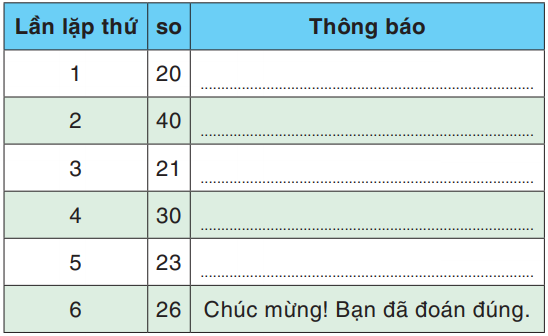 Lần lặp thứ so Thông báo
1 20 ........................................................................
2 40 ........................................................................
3 21 ........................................................................
4 30 ........................................................................
5 23 ........................................................................
6 26 Chúc mừng! Bạn đã đoán đúng.